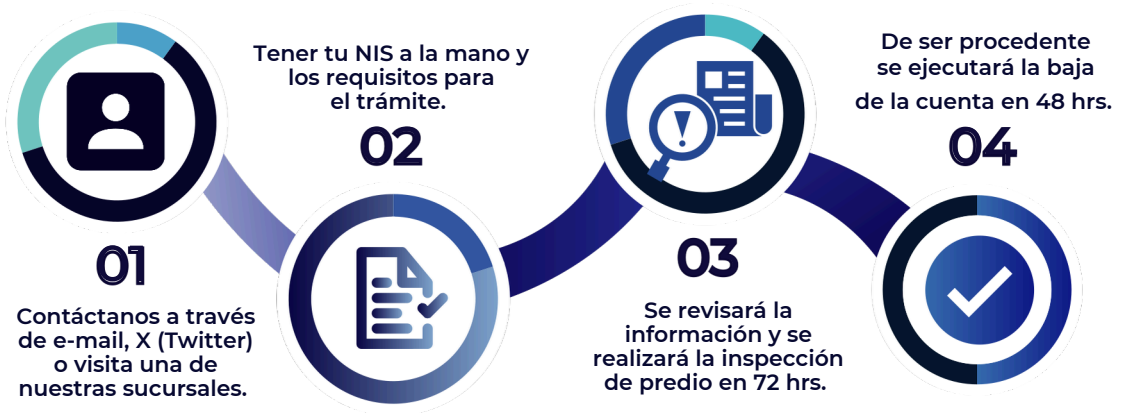 01
Contáctanos a través
de e-mail, X (Twitter)
o visita una de
nuestras sucursales.
Tener tu NIS a la mano y
los requisitos para
el trámite.
02
03
Se revisará la
información y se
realizará la inspección
de predio en 72 hrs.
De ser procedente
se ejecutará la baja
de la cuenta en 48 hrs.
04